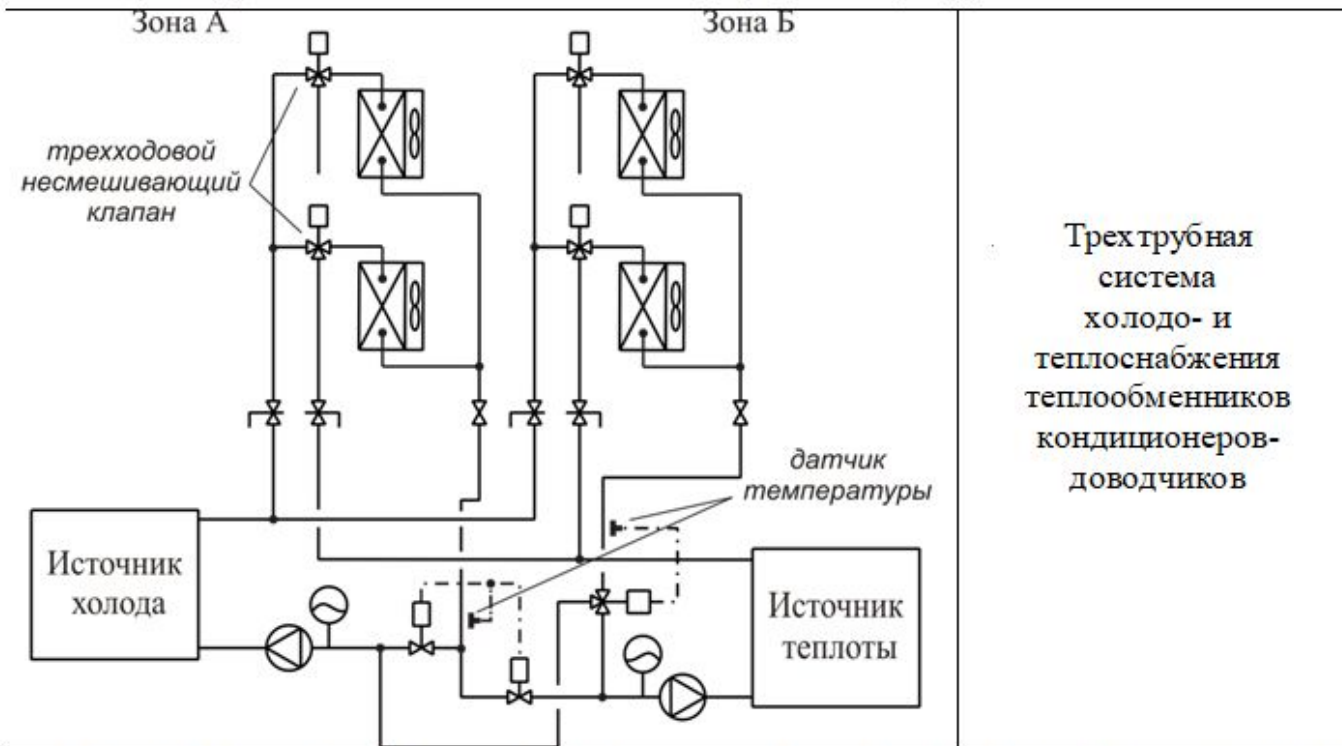 Зона А
Зона Б
трехходовой
несмешивающий
клапан
датчик
температуры
Источник
холода
Источник
теплоты
Трехтрубная
система
холодо- и
теплоснабжения
теплообменников
кондиционеров-
доводчиков